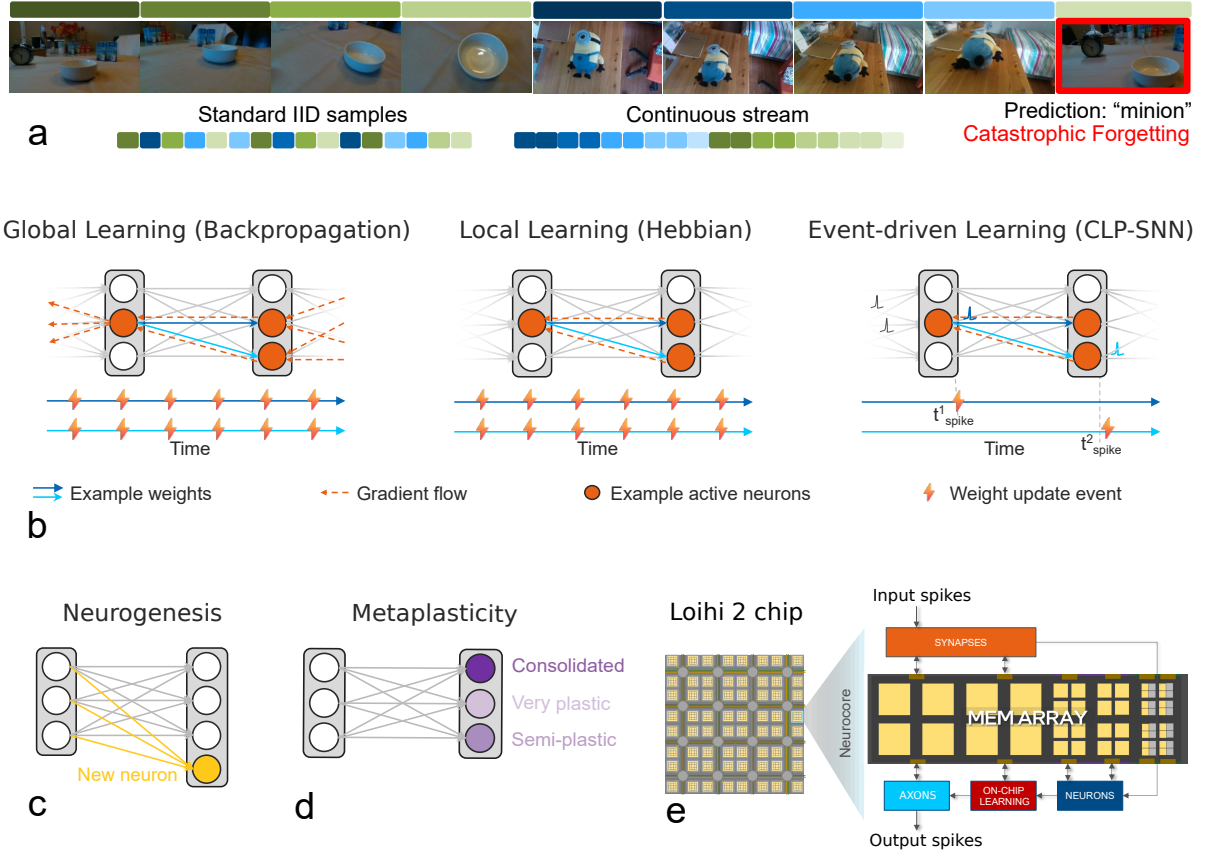 Standard IID samples
Continuous stream
Prediction: “minion”
Catastrophic Forgetting
a
Global Learning (Backpropagation)
Local Learning (Hebbian)
Event-driven Learning (CLP-SNN)
t¹spike
t²spike
Time
Time
Time
Example weights
Gradient flow
Example active neurons
Weight update event
b
Neurogenesis
New neuron
c
Metaplasticity
Consolidated
Very plastic
Semi-plastic
d
Loihi 2 chip
Neurocore
Input spikes
SYNAPSES
MEM ARRAY
AXONS
ON-CHIP
LEARNING
NEURONS
Output spikes
e